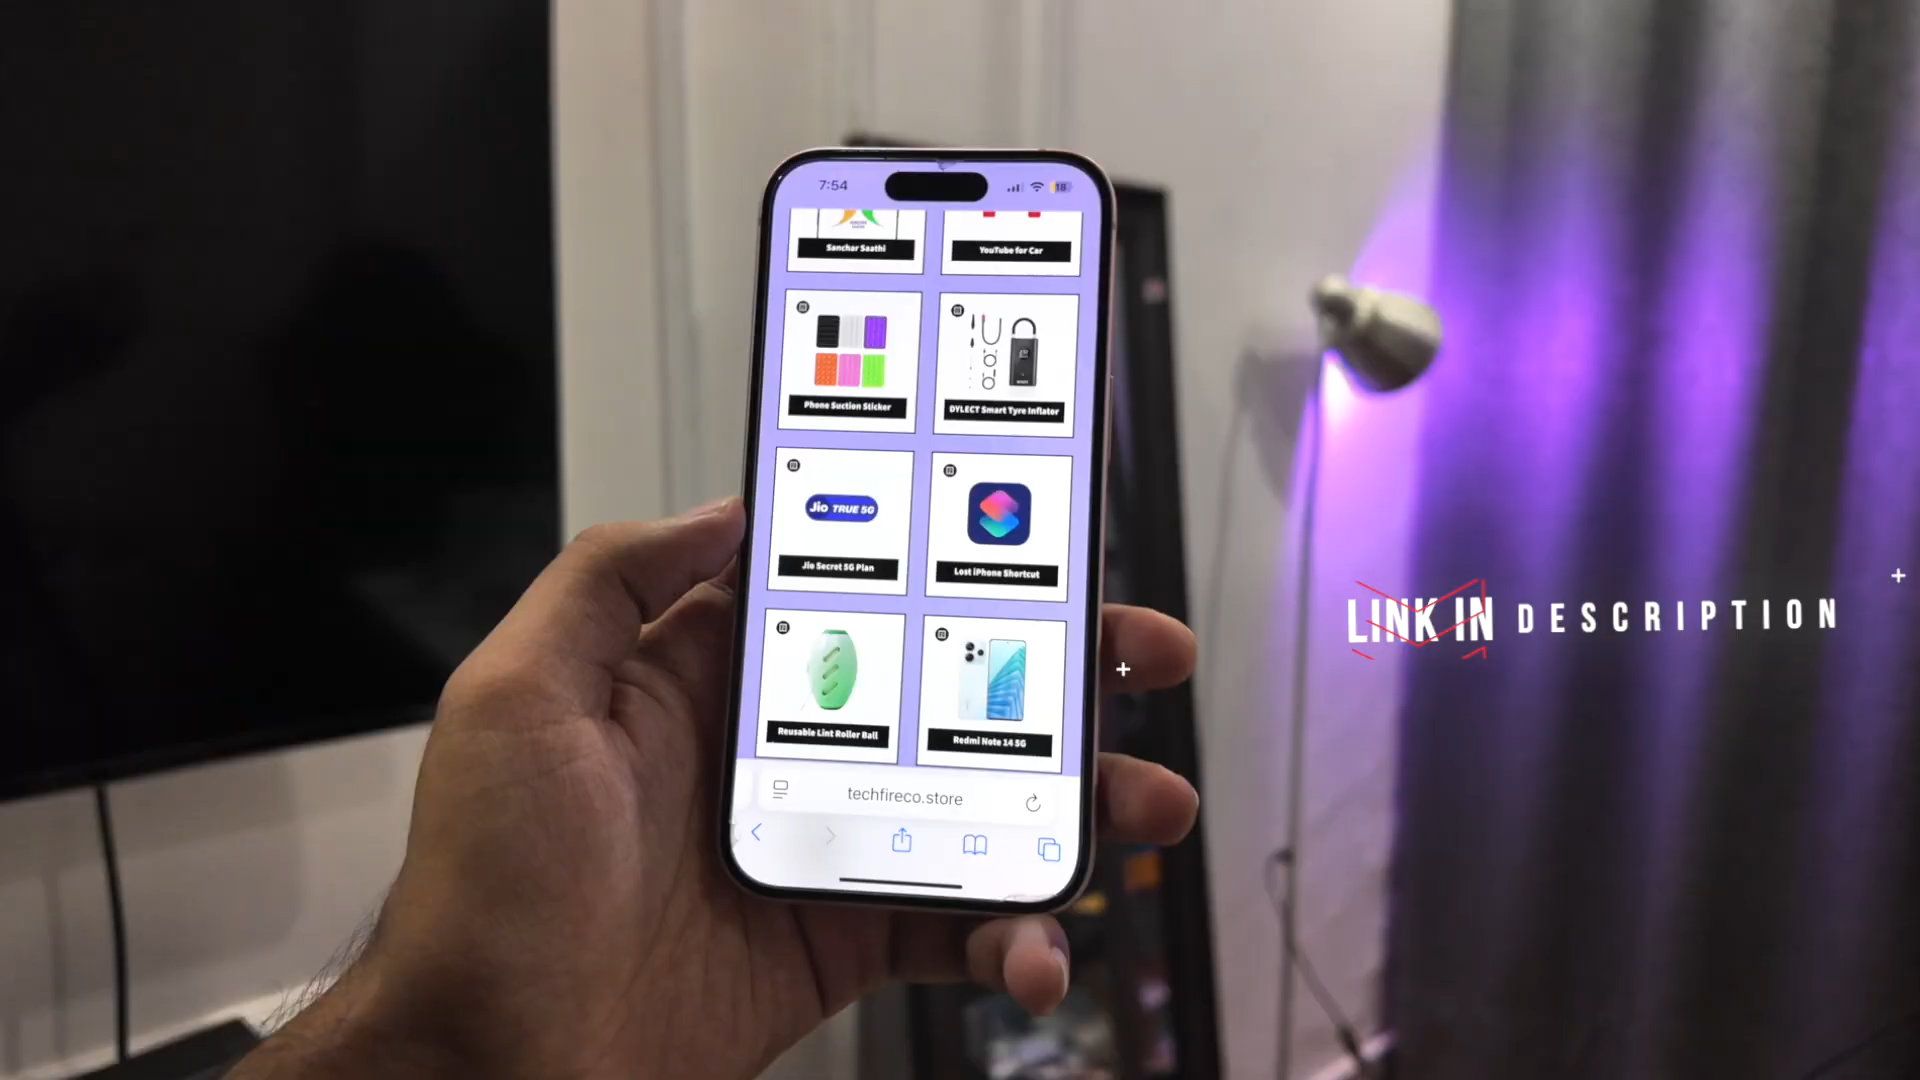 7:54
18
Sanchar Saathi
YouTube for Car
Phone Suction Sticker
DYLECT Smart Tyre Inflator
Jio TRUE 5G
Jio Secret 5G Plan
Lost iPhone Shortcut
Reusable Lint Roller Ball
Redmi Note 14 5G
techfireco.store
LINK IN DESCRIPTION